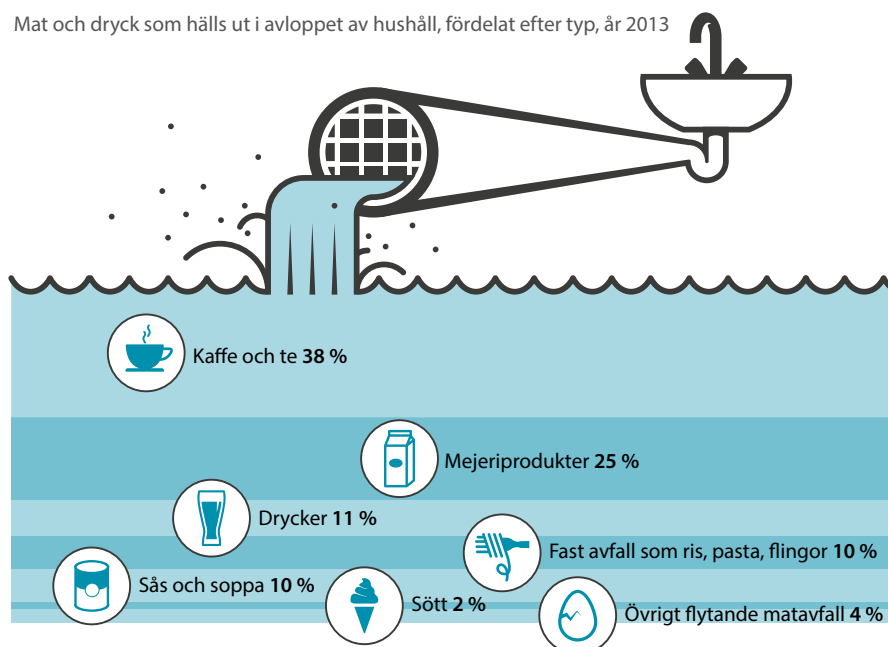 Mat och dryck som hälls ut i avloppet av hushåll, fördelat efter typ, år 2013
Kaffe och te 38 %
Mejeriprodukter 25 %
Drycker 11 %
Fast avfall som ris, pasta, flingor 10 %
Sås och soppa 10 %
Sött 2 %
Övrigt flytande matavfall 4 %